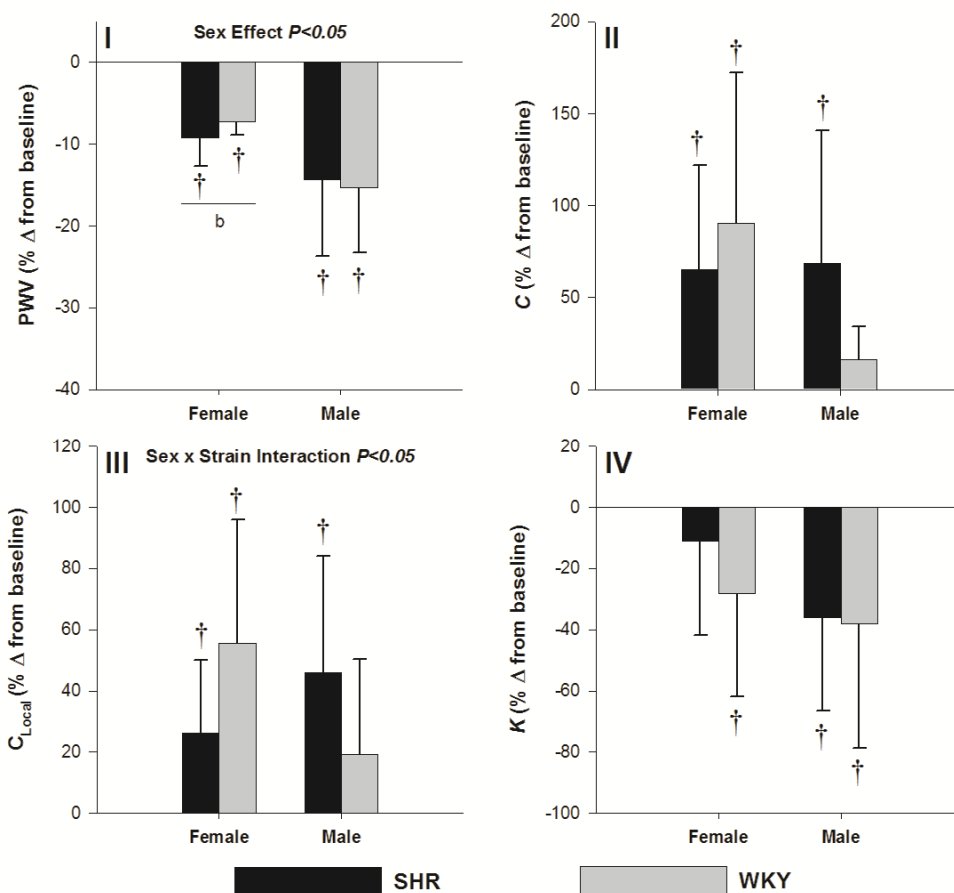 I
Sex Effect P<0.05
PWV (% Δ from baseline)
0
-10
-20
-30
-40
†
†
b
†
†
Female
Male
II
C (% Δ from baseline)
200
150
100
50
0
†
†
†
Female
Male
III
Sex x Strain Interaction P<0.05
C_Local (% Δ from baseline)
120
100
80
60
40
20
0
†
†
†
Female
Male
IV
K (% Δ from baseline)
20
0
-20
-40
-60
-80
-100
†
†
†
Female
Male
SHR
WKY